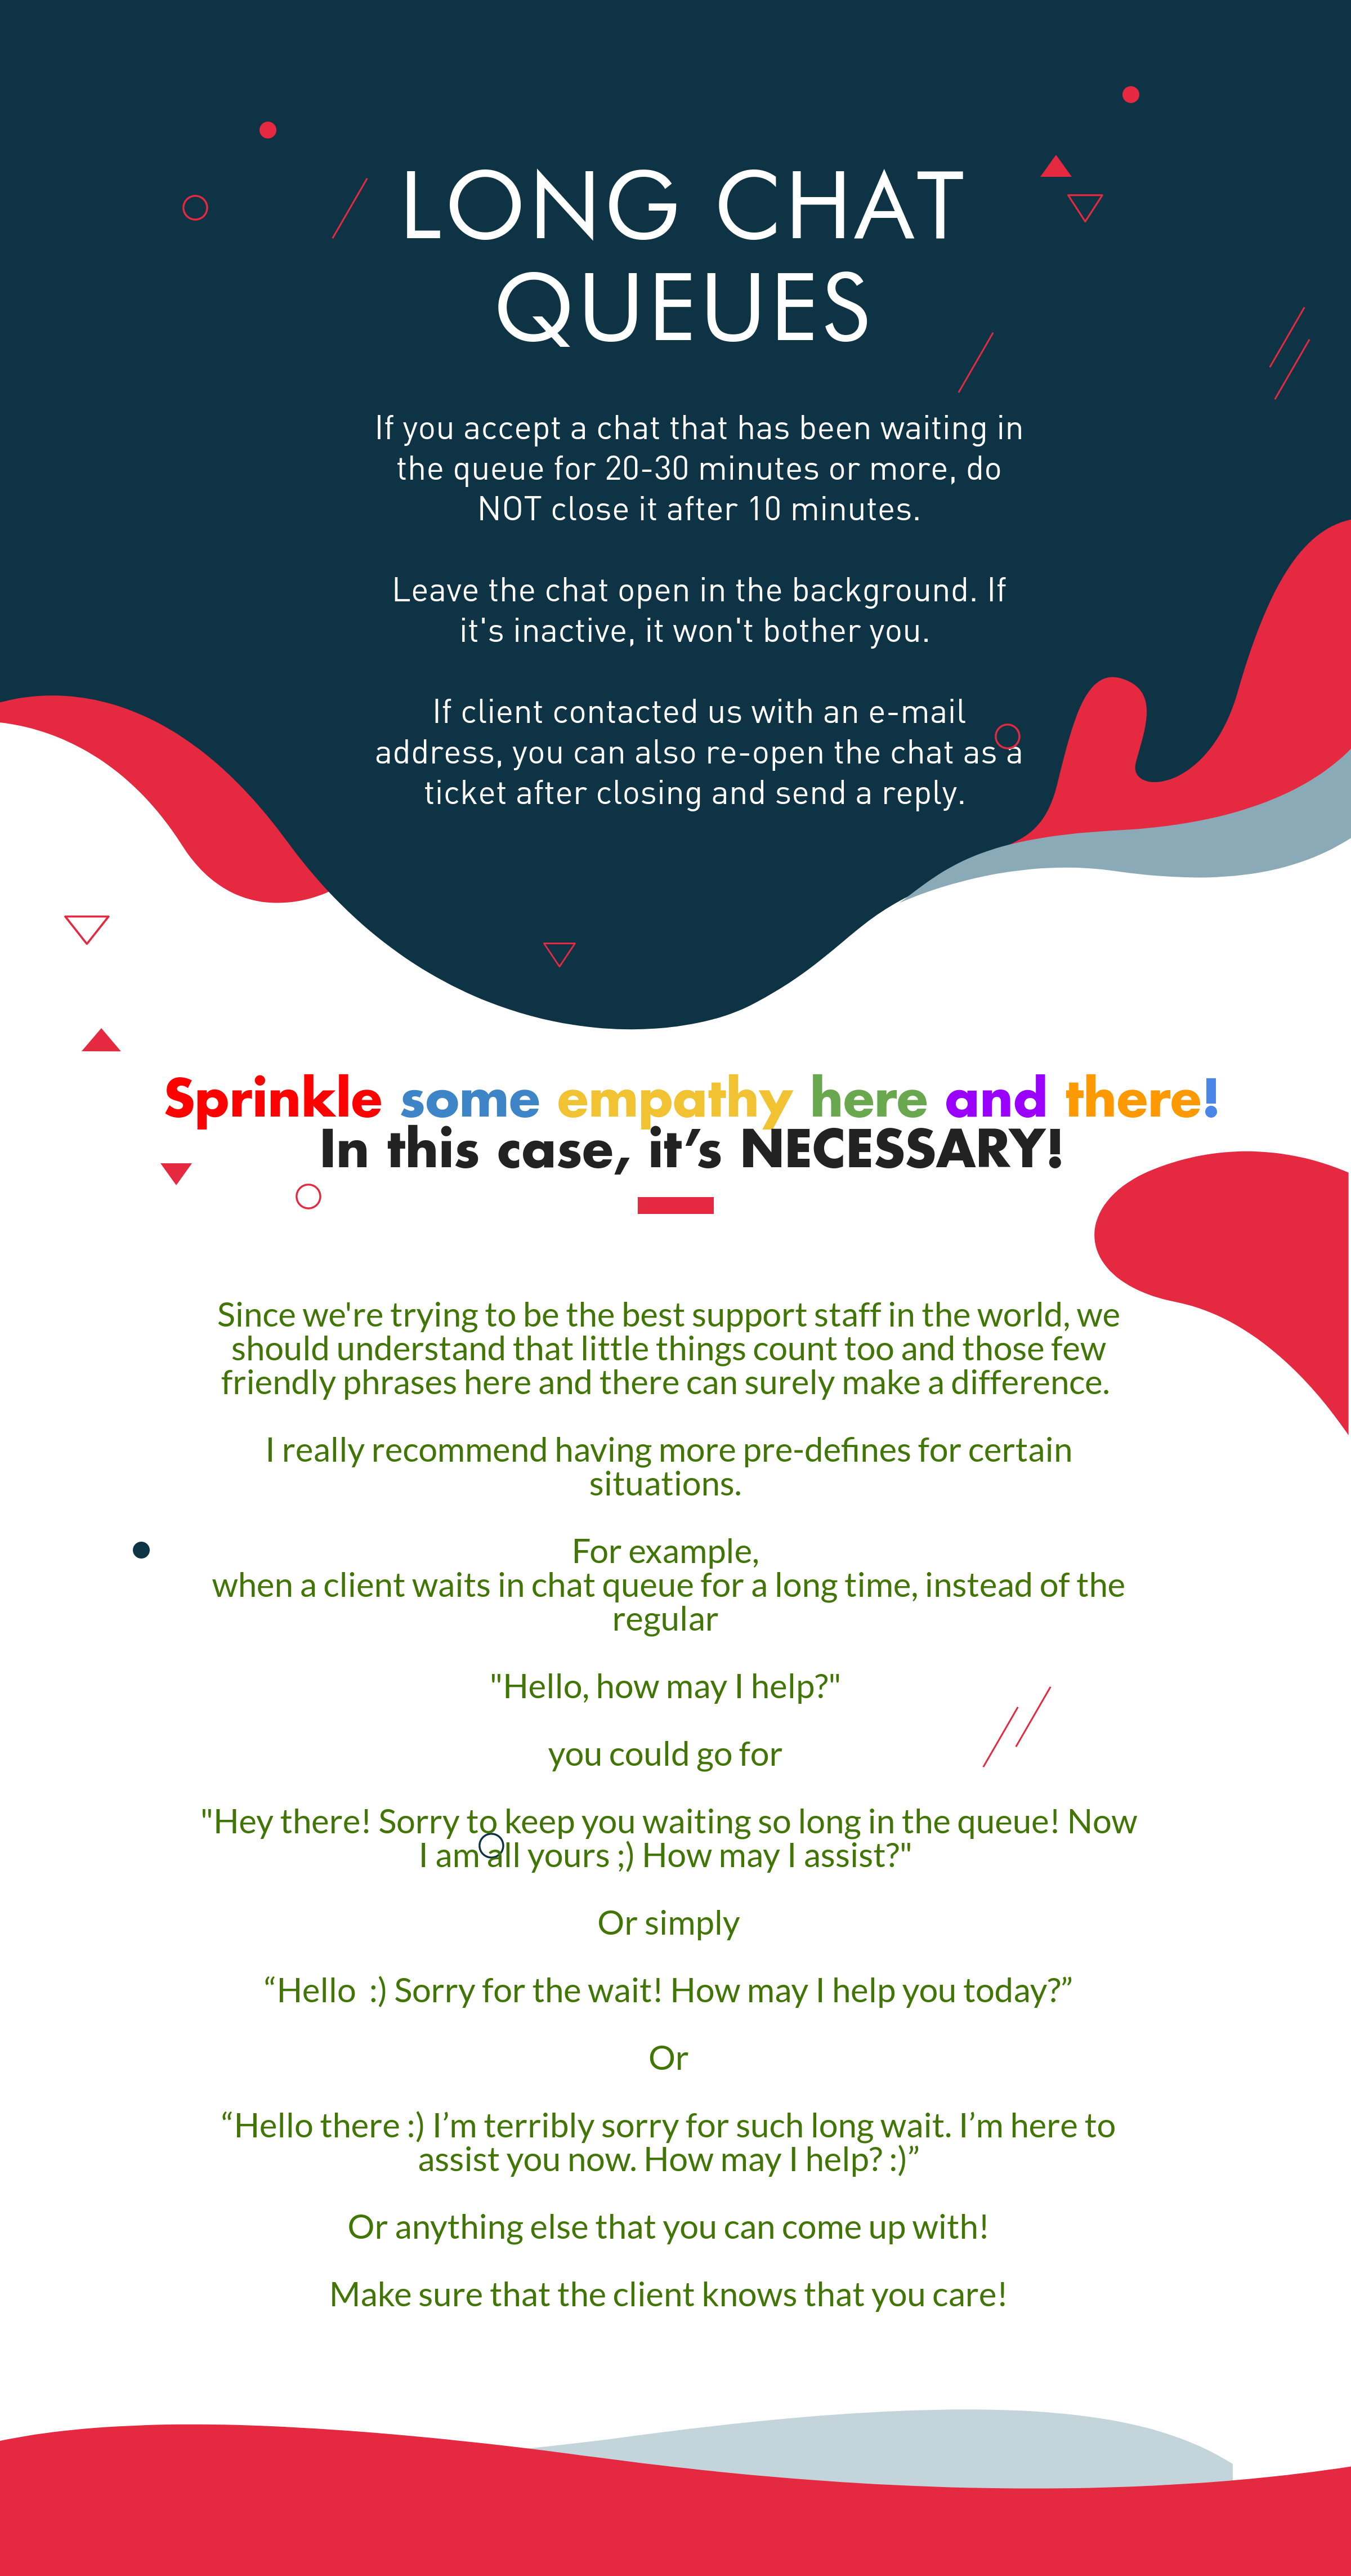 LONG CHAT
QUEUES
If you accept a chat that has been waiting in
the queue for 20-30 minutes or more, do
NOT close it after 10 minutes.
Leave the chat open in the background. If
it's inactive, it won't bother you.
If client contacted us with an e-mail
address, you can also re-open the chat as a
ticket after closing and send a reply.
Sprinkle some empathy here and there!
In this case, it’s NECESSARY!
Since we're trying to be the best support staff in the world, we
should understand that little things count too and those few
friendly phrases here and there can surely make a difference.
I really recommend having more pre-defines for certain
situations.
For example,
when a client waits in chat queue for a long time, instead of the
regular
"Hello, how may I help?"
you could go for
"Hey there! Sorry to keep you waiting so long in the queue! Now
I am all yours ;) How may I assist?"
Or simply
“Hello  :) Sorry for the wait! How may I help you today?”
Or
“Hello there :) I’m terribly sorry for such long wait. I’m here to
assist you now. How may I help? :)”
Or anything else that you can come up with!
Make sure that the client knows that you care!